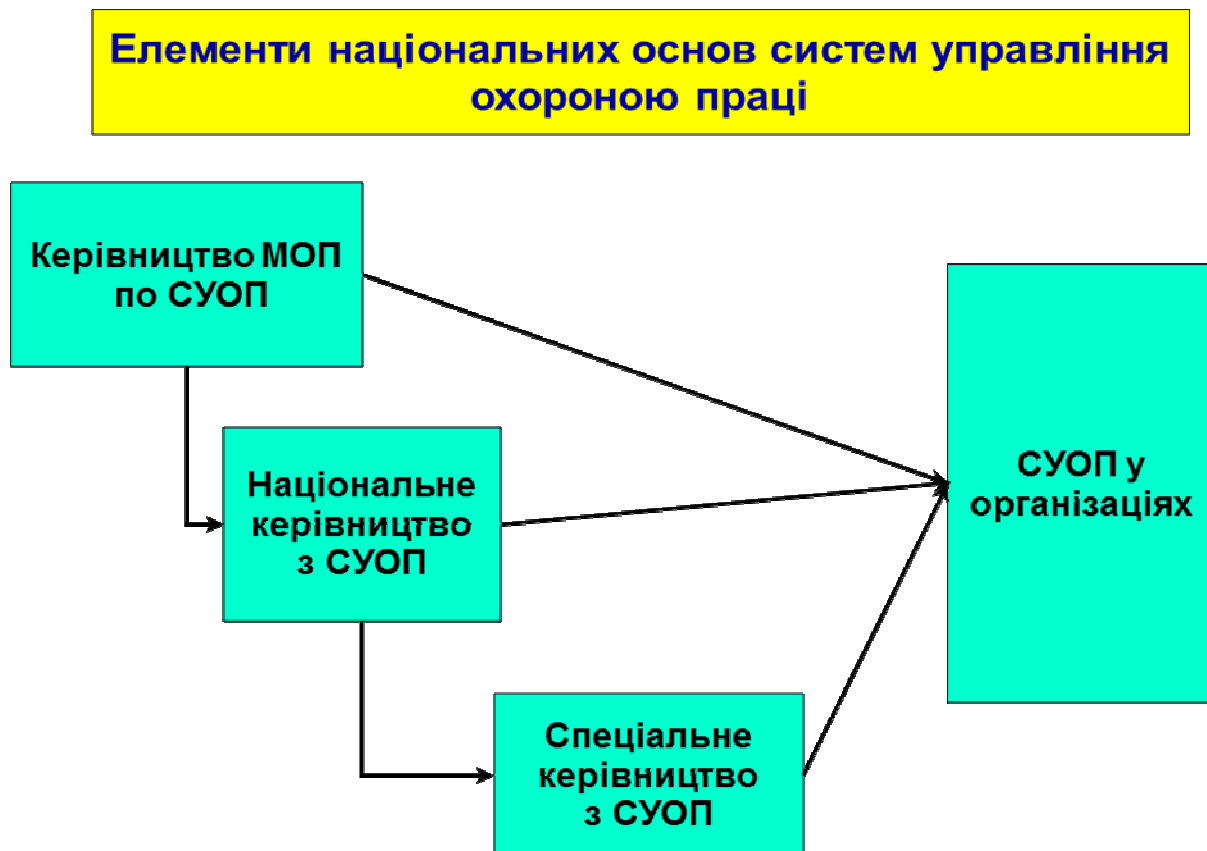 Елементи національних основ систем управління
охороною праці
Керівництво МОП
по СУОП
Національне
керівництво
з СУОП
Спеціальне
керівництво
з СУОП
СУОП у
організаціях